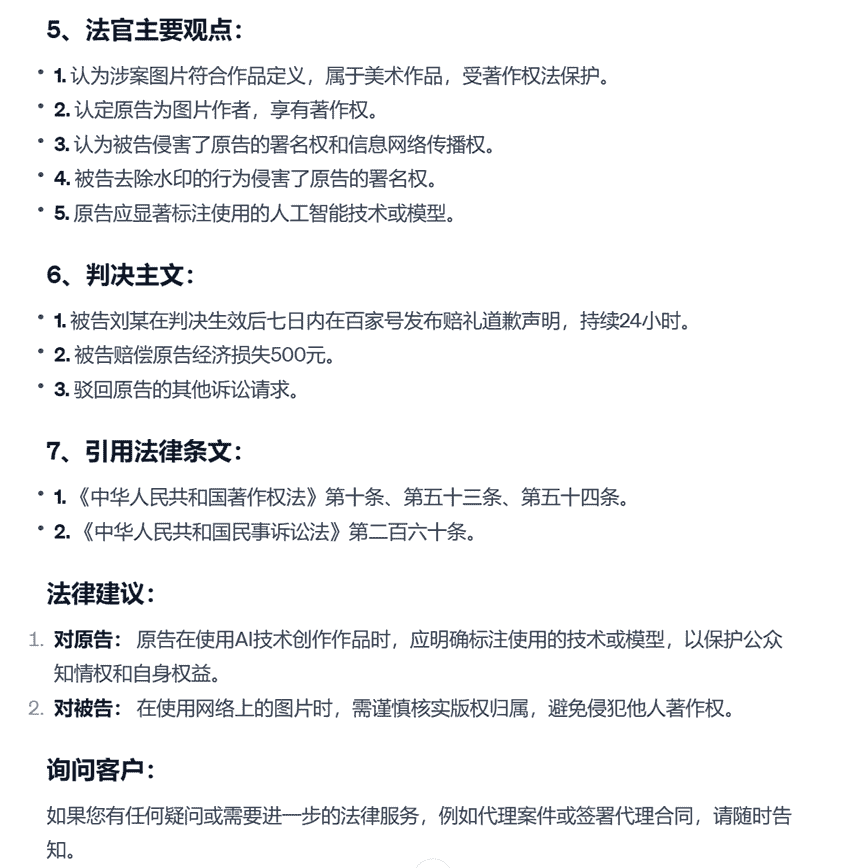 5、法官主要观点：
• 1. 认为涉案图片符合作品定义，属于美术作品，受著作权法保护。
• 2. 认定原告为图片作者，享有著作权。
• 3. 认为被告侵害了原告的署名权和信息网络传播权。
• 4. 被告去除水印的行为侵害了原告的署名权。
• 5. 原告应显著标注使用的人工智能技术或模型。
6、判决主文：
• 1. 被告刘某在判决生效后七日内在百家号发布赔礼道歉声明，持续24小时。
• 2. 被告赔偿原告经济损失500元。
• 3. 驳回原告的其他诉讼请求。
7、引用法律条文：
• 1. 《中华人民共和国著作权法》第十条、第五十三条、第五十四条。
• 2. 《中华人民共和国民事诉讼法》第二百六十条。
法律建议：
1. 对原告： 原告在使用AI技术创作作品时，应明确标注使用的技术或模型，以保护公众
知情权和自身权益。
2. 对被告： 在使用网络上的图片时，需谨慎核实版权归属，避免侵犯他人著作权。
询问客户：
如果您有任何疑问或需要进一步的法律服务，例如代理案件或签署代理合同，请随时告
知。